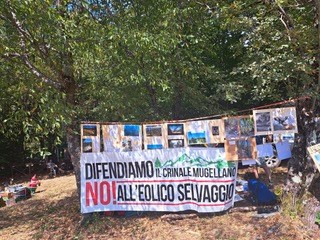 DIFENDIAMO IL CRINALE MUGELLANO
NO! ALL'EOLICO SELVAGGIO